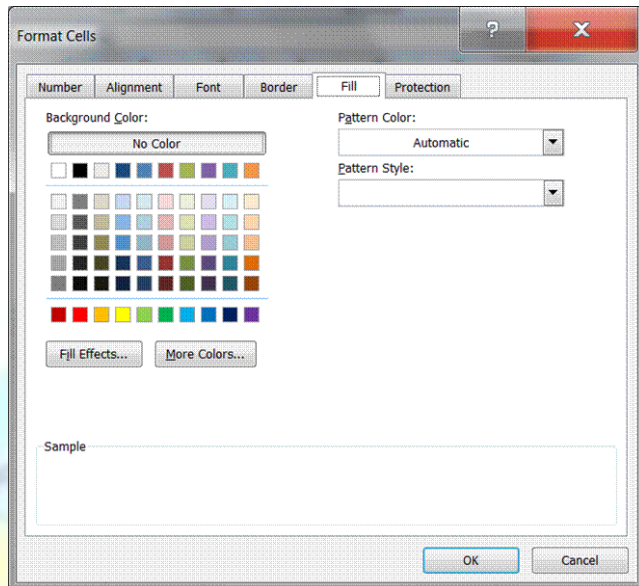 Format Cells
?
X
Number Alignment Font Border Fill Protection
Background Color:
No Color
Pattern Color:
Automatic
Pattern Style:
Fill Effects... More Colors...
Sample
OK Cancel